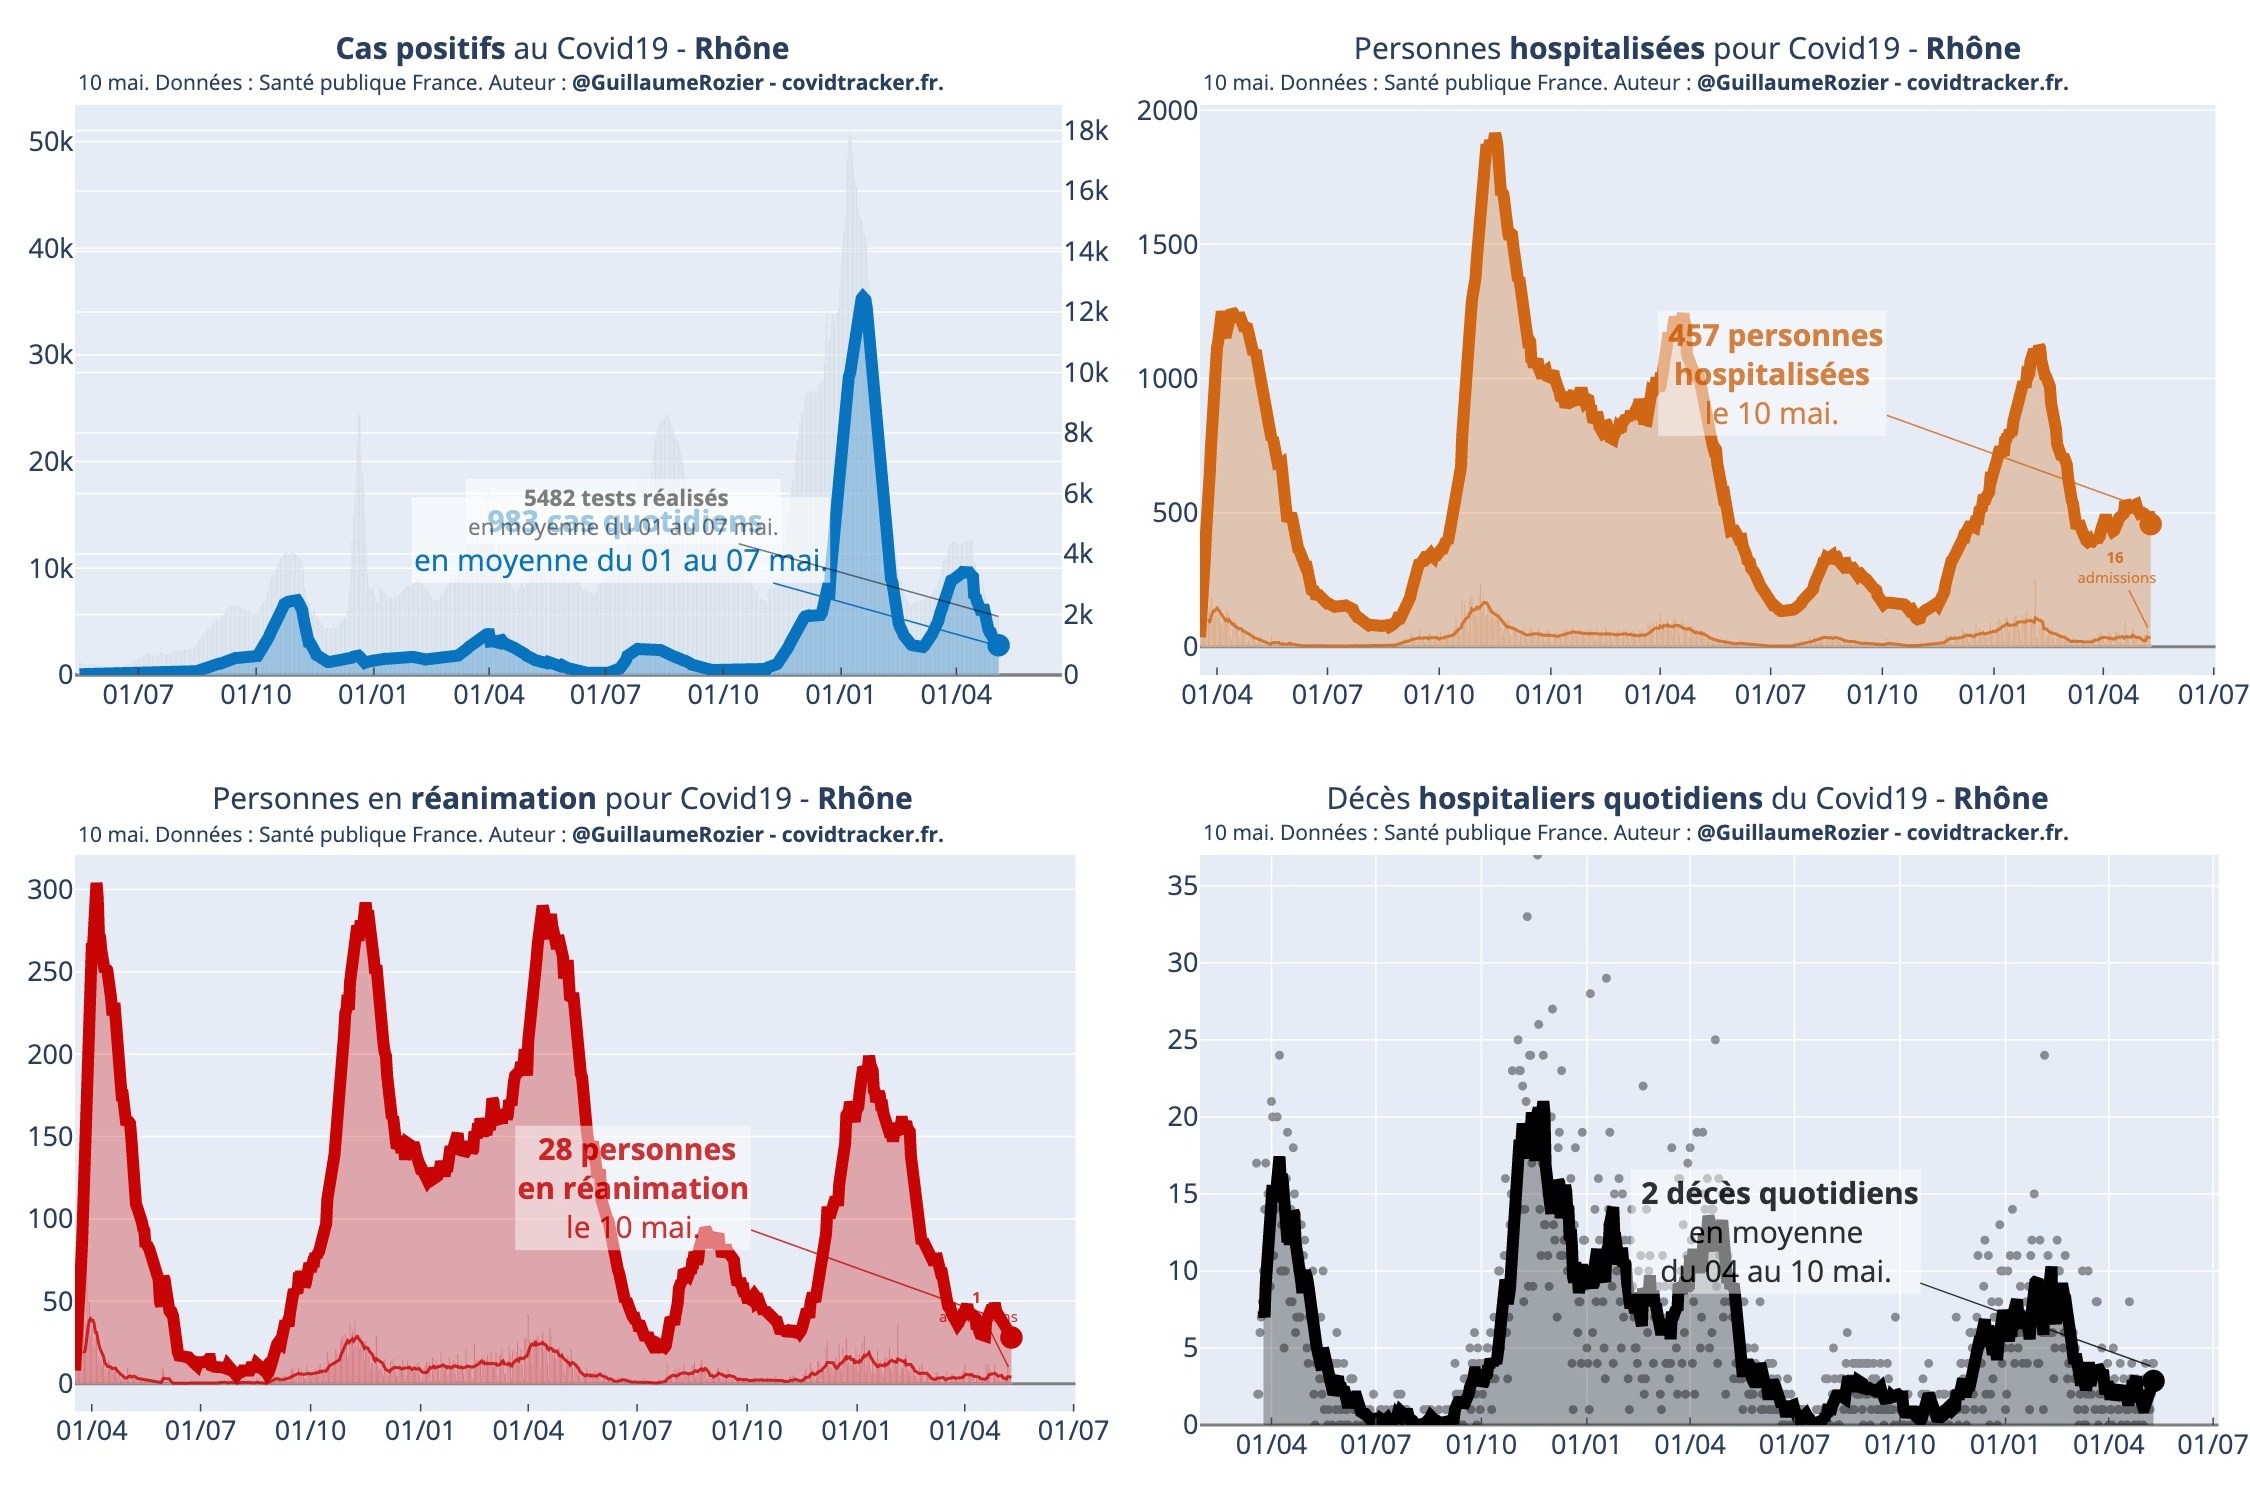 Cas positifs au Covid19 - Rhône
10 mai. Données : Santé publique France. Auteur : @GuillaumeRozier - covidtracker.fr.
50k
40k
30k
20k
10k
0
18k
16k
14k
12k
10k
8k
6k
4k
2k
0
5482 tests réalisés
en moyenne du 01 au 07 mai.
983 cas quotidiens
en moyenne du 01 au 07 mai.
01/07 01/10 01/01 01/04 01/07 01/10 01/01 01/04
Personnes hospitalisées pour Covid19 - Rhône
10 mai. Données : Santé publique France. Auteur : @GuillaumeRozier - covidtracker.fr.
2000
1500
1000
500
0
457 personnes
hospitalisées
le 10 mai.
16
admissions
01/04 01/07 01/10 01/01 01/04 01/07 01/10 01/01 01/04 01/07
Personnes en réanimation pour Covid19 - Rhône
10 mai. Données : Santé publique France. Auteur : @GuillaumeRozier - covidtracker.fr.
300
250
200
150
100
50
0
28 personnes
en réanimation
le 10 mai.
1
01/04 01/07 01/10 01/01 01/04 01/07 01/10 01/01 01/04 01/07
Décès hospitaliers quotidiens du Covid19 - Rhône
10 mai. Données : Santé publique France. Auteur : @GuillaumeRozier - covidtracker.fr.
35
30
25
20
15
10
5
0
2 décès quotidiens
en moyenne
du 04 au 10 mai.
01/04 01/07 01/10 01/01 01/04 01/07 01/10 01/01 01/04 01/07